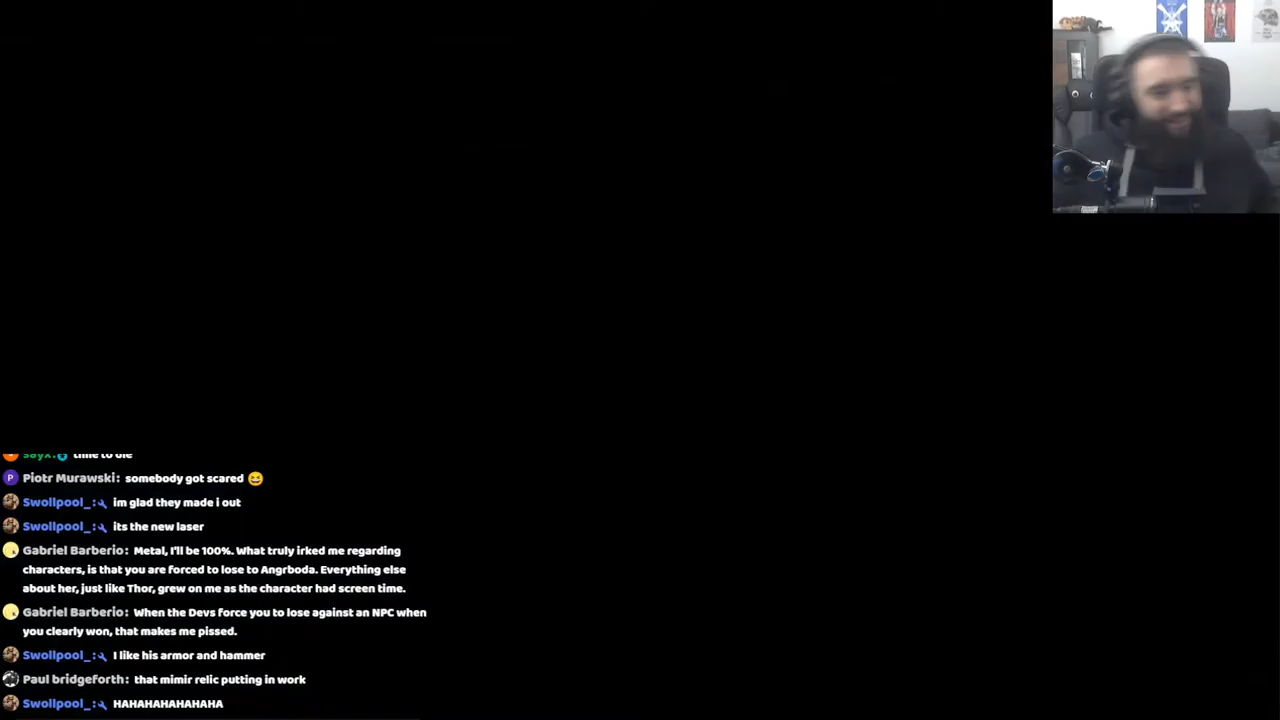 sayx: time to die
Piotr Murawski: somebody got scared 😆
Swollpool_: im glad they made i out
Swollpool_: its the new laser
Gabriel Barberio: Metal, I'll be 100%. What truly irked me regarding
characters, is that you are forced to lose to Angrboda. Everything else
about her, just like Thor, grew on me as the character had screen time.
Gabriel Barberio: When the Devs force you to lose against an NPC when
you clearly won, that makes me pissed.
Swollpool_: I like his armor and hammer
Paul bridgeforth: that mimir relic putting in work
Swollpool_: HAHAHAHAHAHAHA